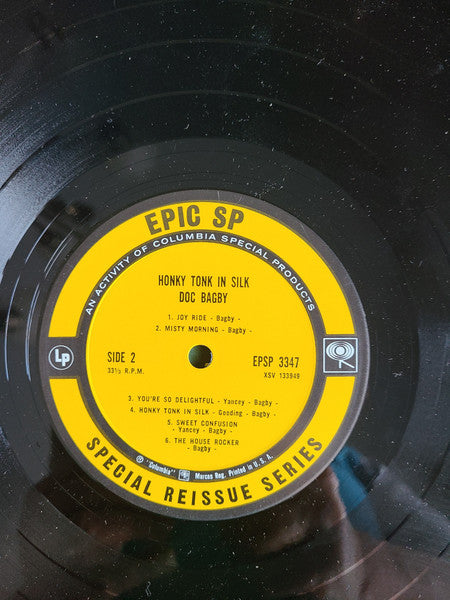 EPIC SP
AN ACTIVITY OF COLUMBIA SPECIAL PRODUCTS
HONKY TONK IN SILK
DOC BAGBY
1. JOY RIDE - Bagby -
2. MISTY MORNING - Bagby -
Lp
SIDE 2
33⅓ R.P.M.
EPSP 3347
XSV 133949
3. YOU'RE SO DELIGHTFUL - Yancey - Bagby -
4. HONKY TONK IN SILK - Gooding - Bagby -
5. SWEET CONFUSION
- Yancey - Bagby -
6. THE HOUSE ROCKER
- Bagby -
"Columbia" Marcas Reg. Printed in U.S.A.
SPECIAL REISSUE SERIES